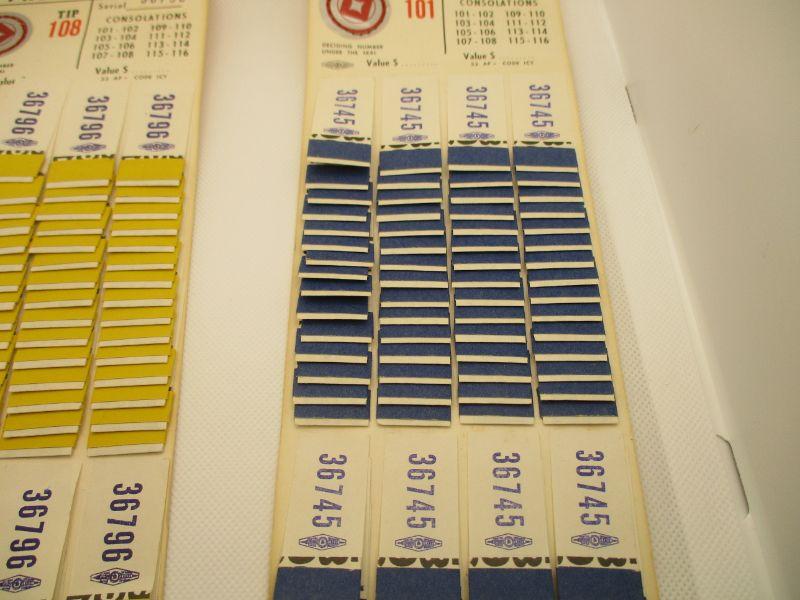 Serial
TIP
108
CONSOLATIONS
101-102 109-110
103-104 111-112
105-106 113-114
107-108 115-116
Value $
36796
36796
36796
36796
36796
101
CONSOLATIONS
101-102 109-110
103-104 111-112
105-106 113-114
107-108 115-116
DECIDING NUMBER
UNDER THE SEAL
Value $
Value $
36745
36745
36745
36745
36745
36745
36745
36745